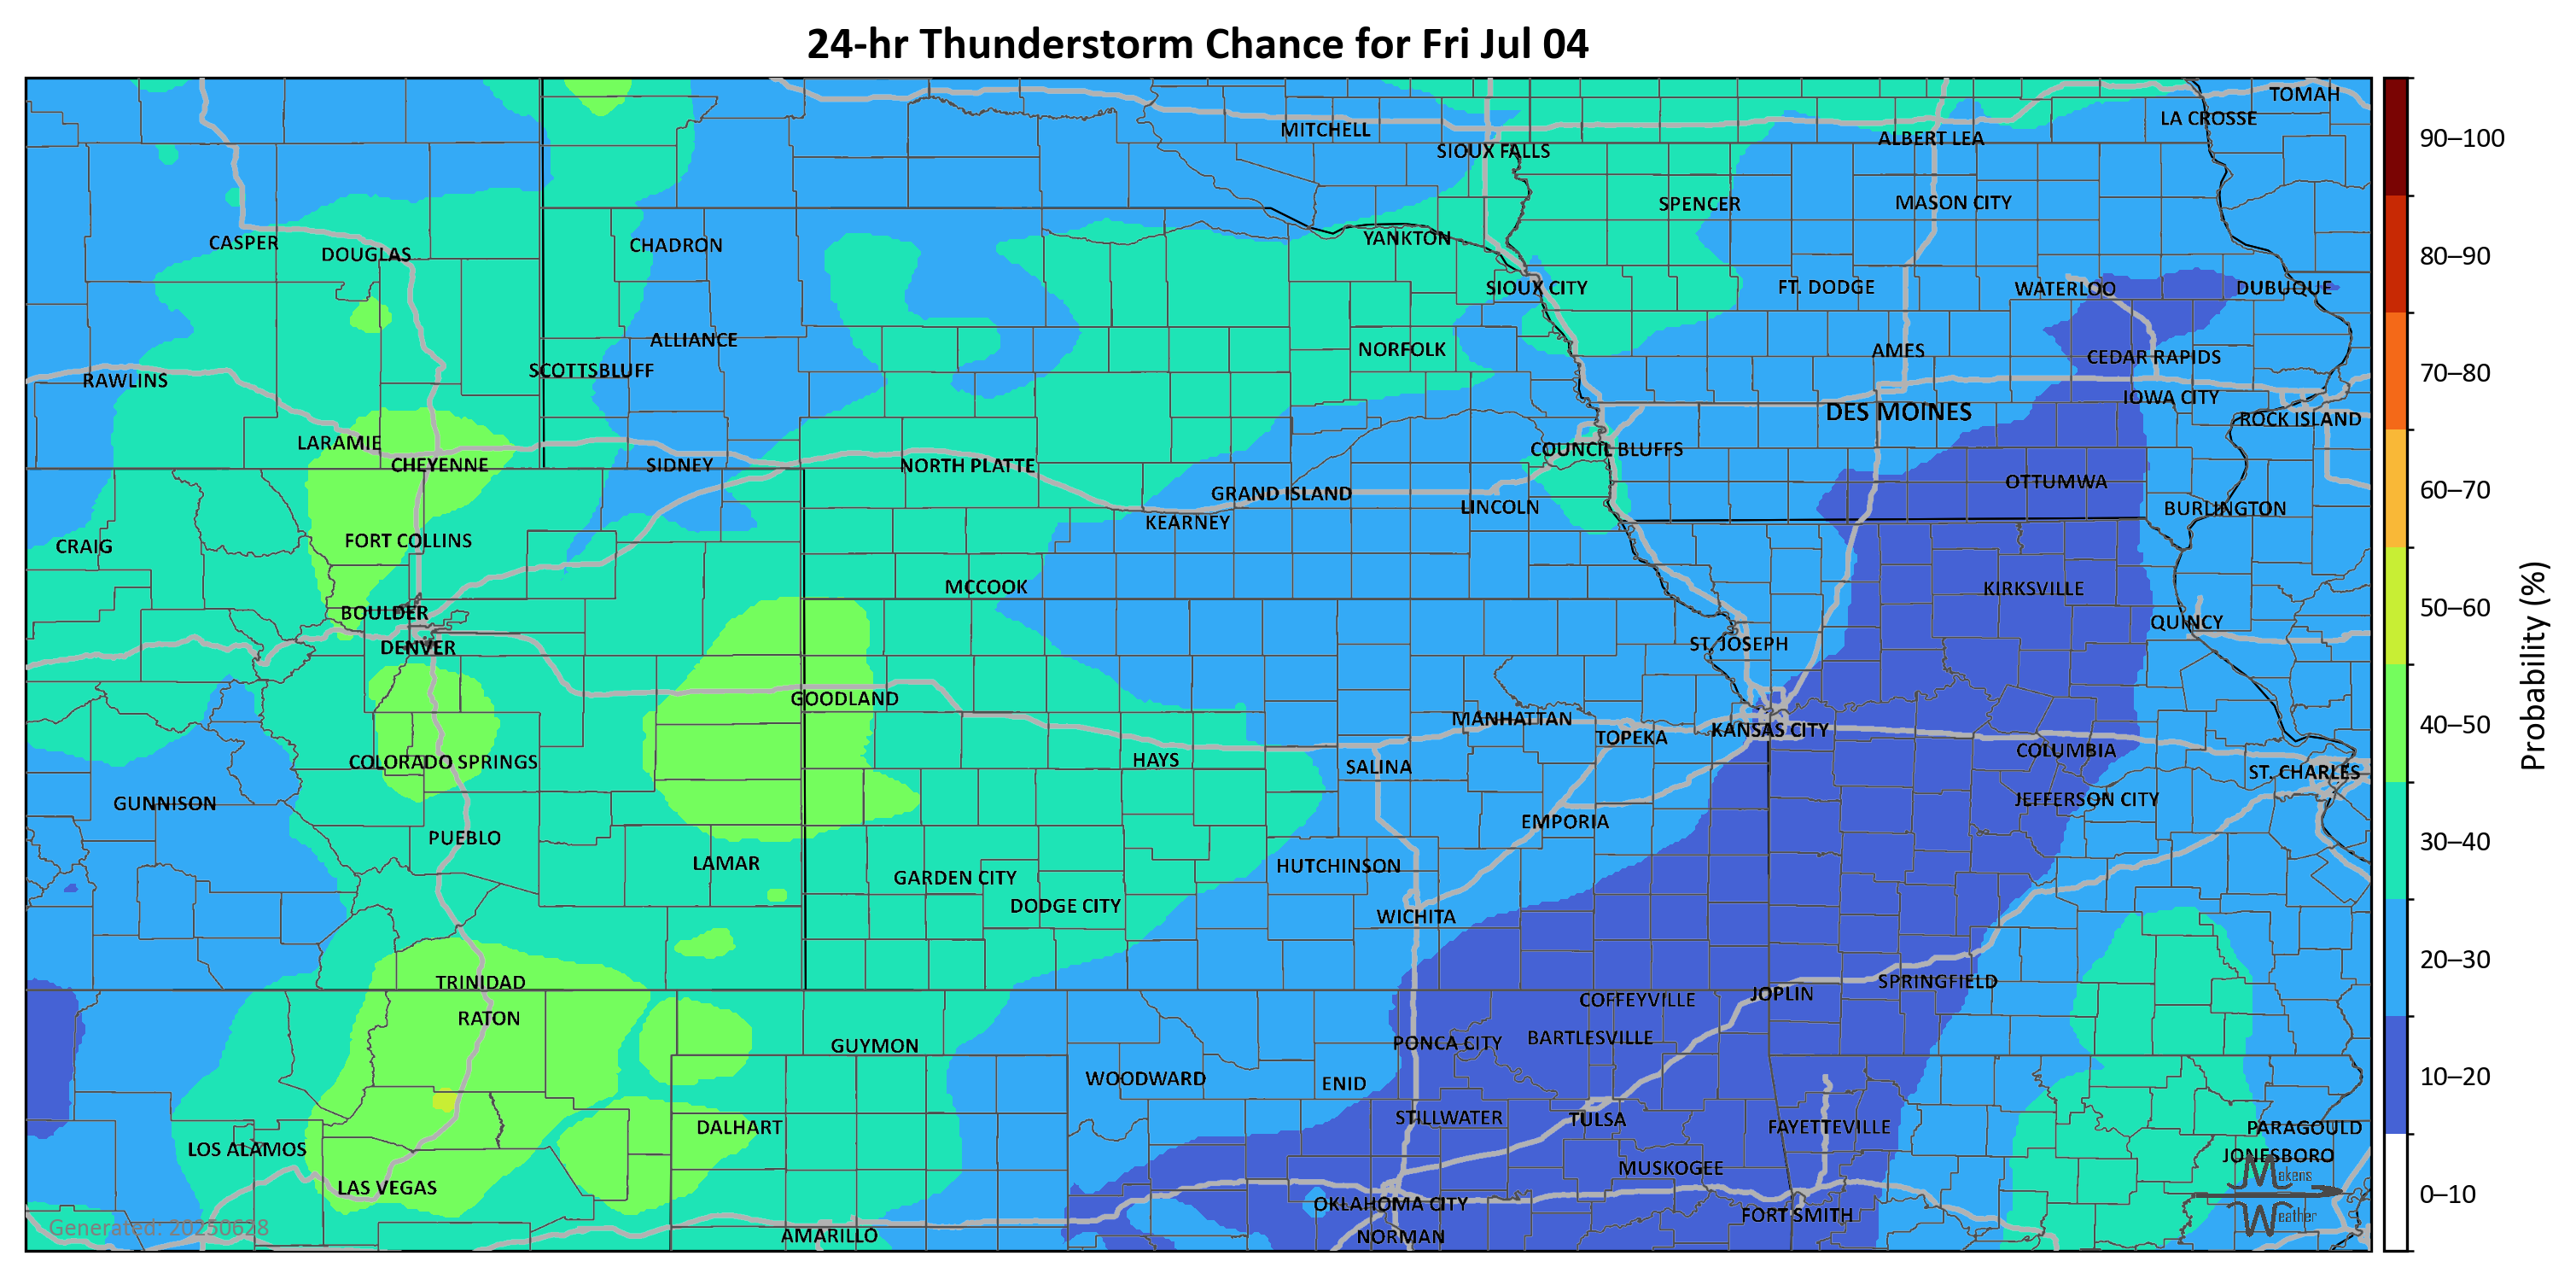 24-hr Thunderstorm Chance for Fri Jul 04
TOMAH
LA CROSSE
MITCHELL
ALBERT LEA
SIOUX FALLS
SPENCER
MASON CITY
CASPER
DOUGLAS
CHADRON
YANKTON
SIOUX CITY
FT. DODGE
WATERLOO
DUBUQUE
ALLIANCE
NORFOLK
AMES
CEDAR RAPIDS
RAWLINS
SCOTTSBLUFF
IOWA CITY
DES MOINES
ROCK ISLAND
LARAMIE
COUNCIL BLUFFS
CHEYENNE
SIDNEY
NORTH PLATTE
OTTUMWA
GRAND ISLAND
LINCOLN
BURLINGTON
KEARNEY
CRAIG
FORT COLLINS
MCCOOK
KIRKSVILLE
BOULDER
QUINCY
DENVER
ST. JOSEPH
GOODLAND
MANHATTAN
TOPEKA
KANSAS CITY
COLUMBIA
COLORADO SPRINGS
HAYS
SALINA
ST. CHARLES
GUNNISON
JEFFERSON CITY
PUEBLO
EMPORIA
LAMAR
HUTCHINSON
GARDEN CITY
DODGE CITY
WICHITA
TRINIDAD
SPRINGFIELD
JOPLIN
COFFEYVILLE
RATON
BARTLESVILLE
GUYMON
PONCA CITY
WOODWARD
ENID
STILLWATER
TULSA
DALHART
FAYETTEVILLE
PARAGOULD
LOS ALAMOS
JONESBORO
MUSKOGEE
LAS VEGAS
OKLAHOMA CITY
FORT SMITH
AMARILLO
NORMAN
Generated: 20250628
Makens
Weather
90–100
80–90
70–80
60–70
50–60
40–50
30–40
20–30
10–20
0–10
Probability (%)